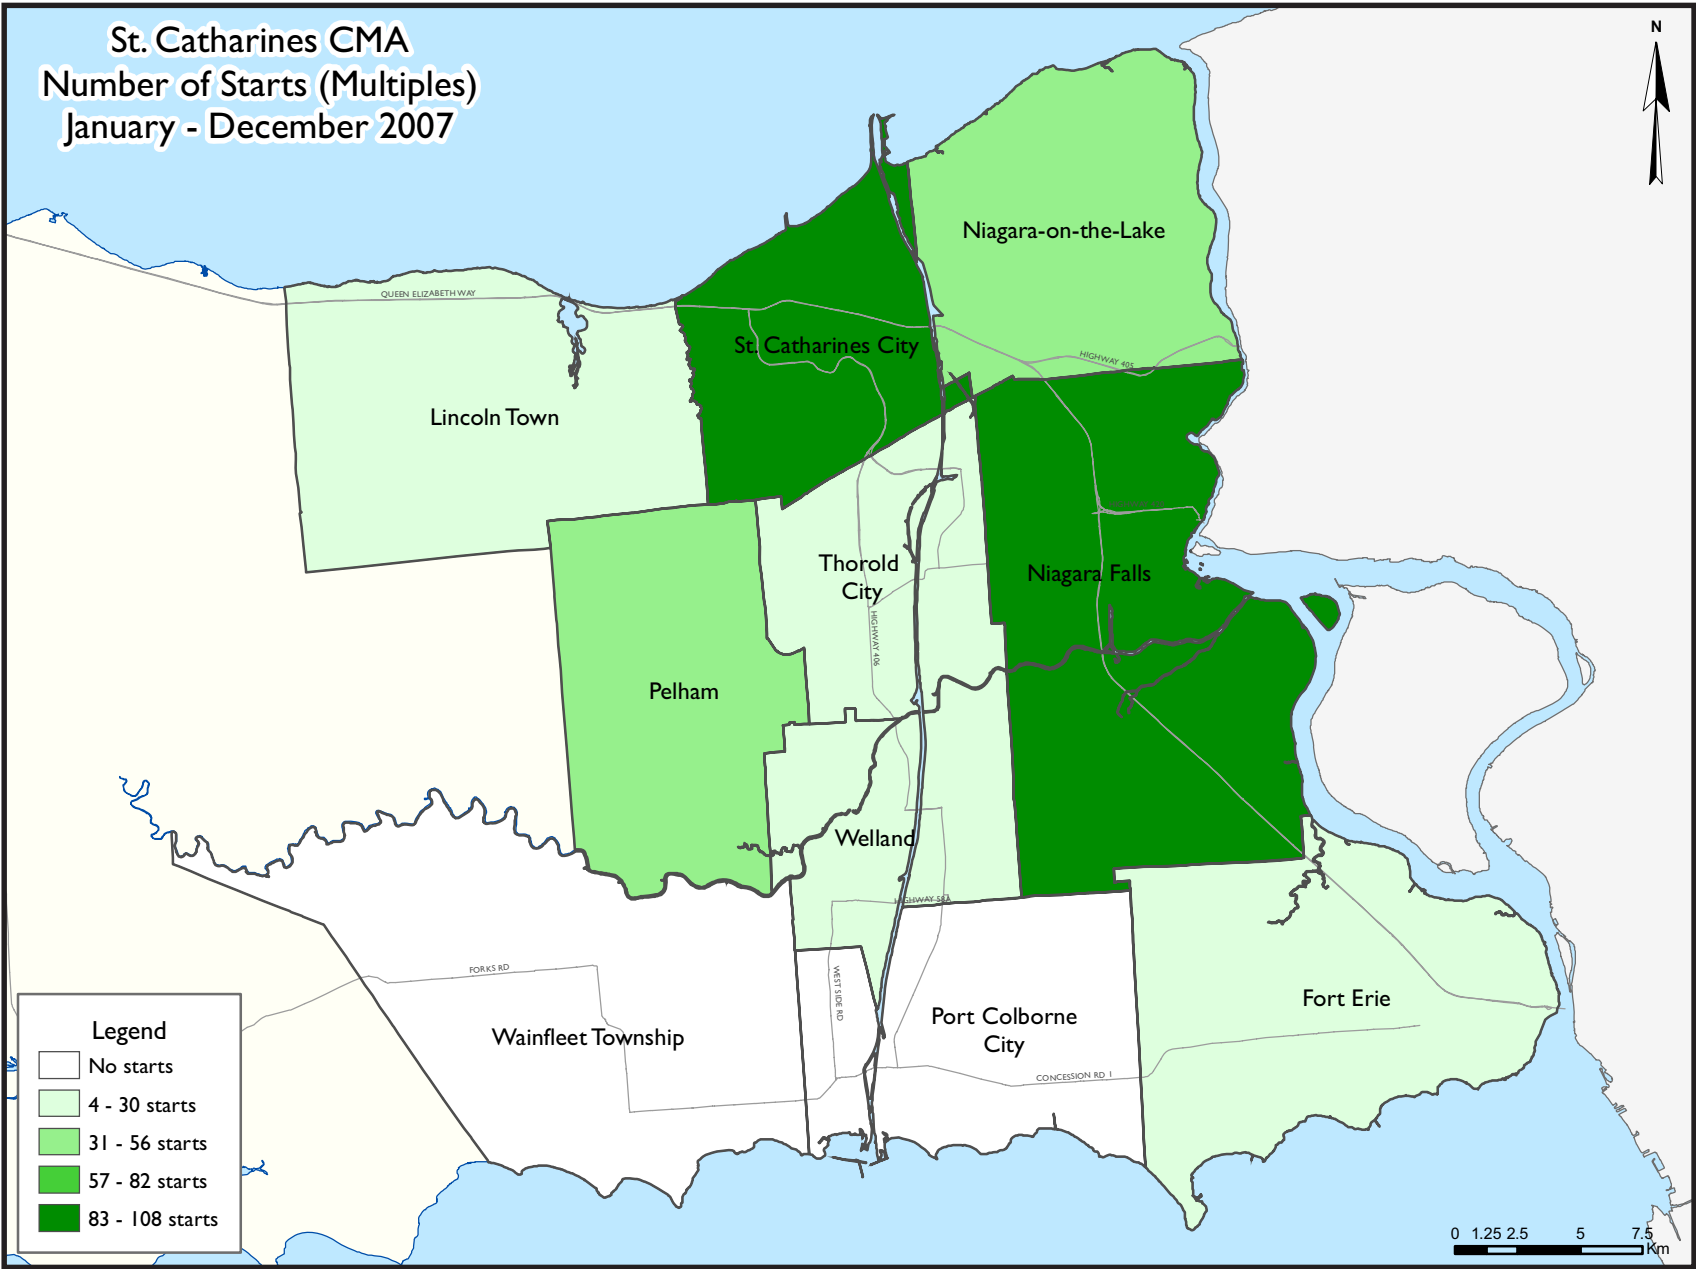 St. Catharines CMA
Number of Starts (Multiples)
January - December 2007
N
Niagara-on-the-Lake
QUEEN ELIZABETH WAY
St. Catharines City
HIGHWAY 405
Lincoln Town
Thorold
City
Niagara Falls
HIGHWAY 406
Pelham
Welland
HIGHWAY 58A
FORKS RD
WEST SIDE RD
Fort Erie
Port Colborne
City
Wainfleet Township
CONCESSION RD 1
Legend
No starts
4 - 30 starts
31 - 56 starts
57 - 82 starts
83 - 108 starts
0 1.25 2.5 5 7.5
Km